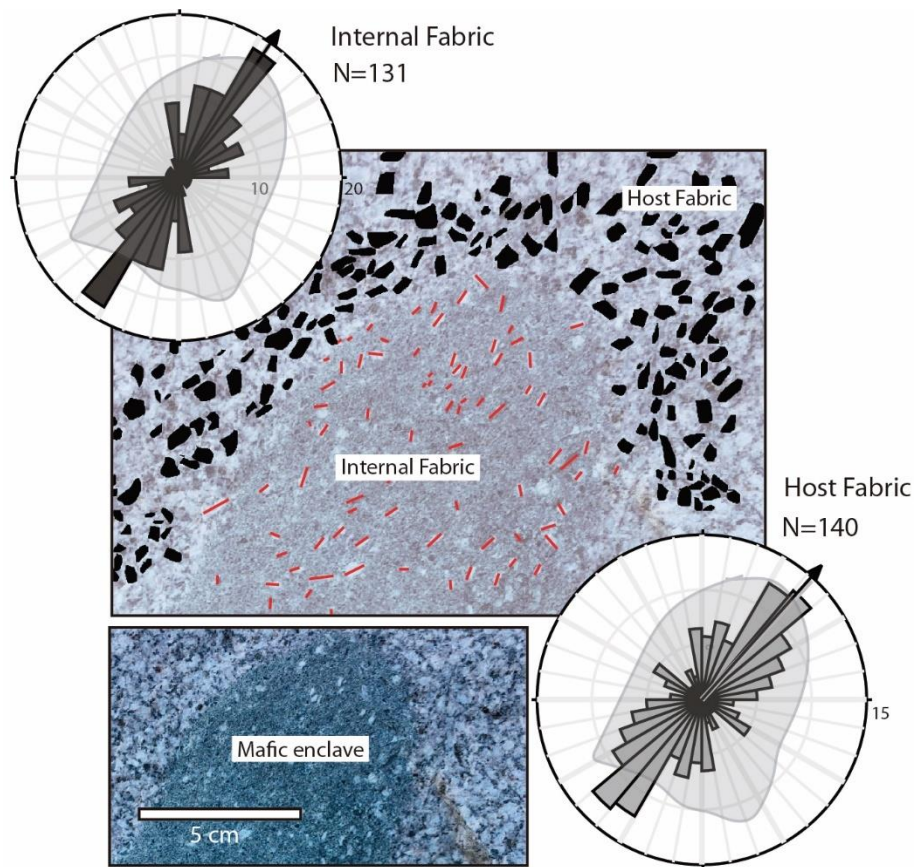 Internal Fabric
N=131
10
20
Host Fabric
Internal Fabric
Host Fabric
N=140
15
Mafic enclave
5 cm